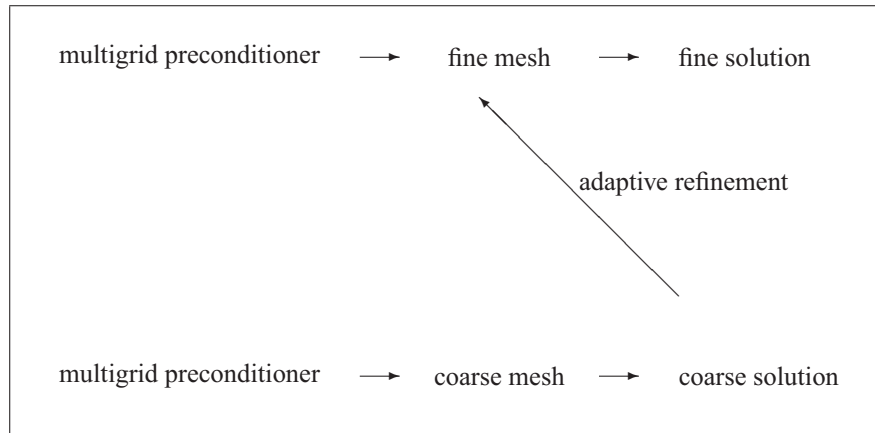 multigrid preconditioner fine mesh fine solution
adaptive refinement
multigrid preconditioner coarse mesh coarse solution